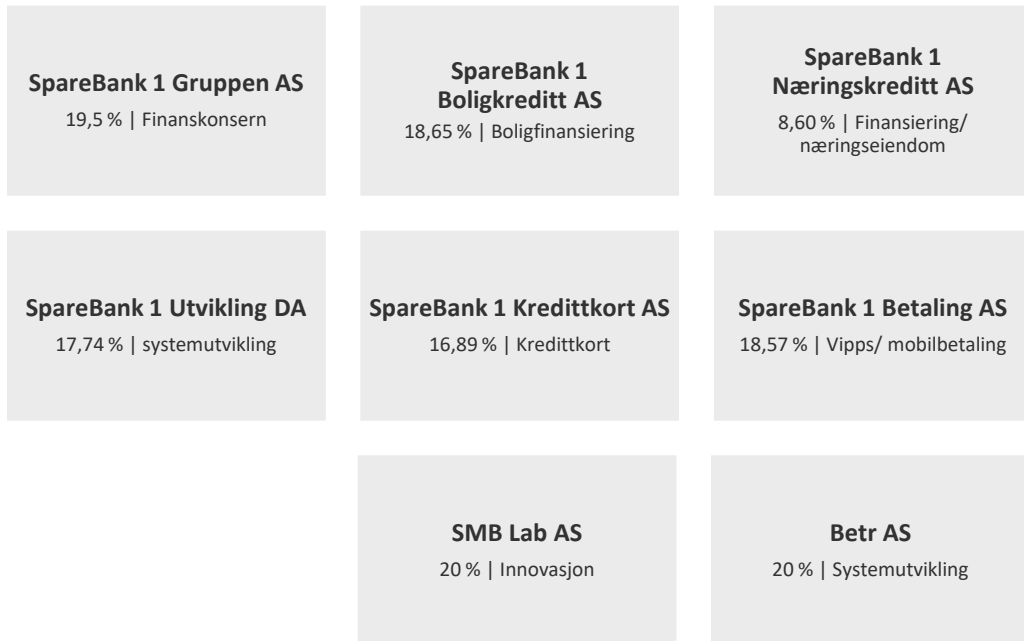 SpareBank 1 Gruppen AS
19,5 % | Finanskonsern
SpareBank 1
Boligkreditt AS
18,65 % | Boligfinansiering
SpareBank 1
Næringskreditt AS
8,60 % | Finansiering/
næringseiendom
SpareBank 1 Utvikling DA
17,74 % | systemutvikling
SpareBank 1 Kredittkort AS
16,89 % | Kredittkort
SpareBank 1 Betaling AS
18,57 % | Vipps/ mobilbetaling
SMB Lab AS
20 % | Innovasjon
Betr AS
20 % | Systemutvikling